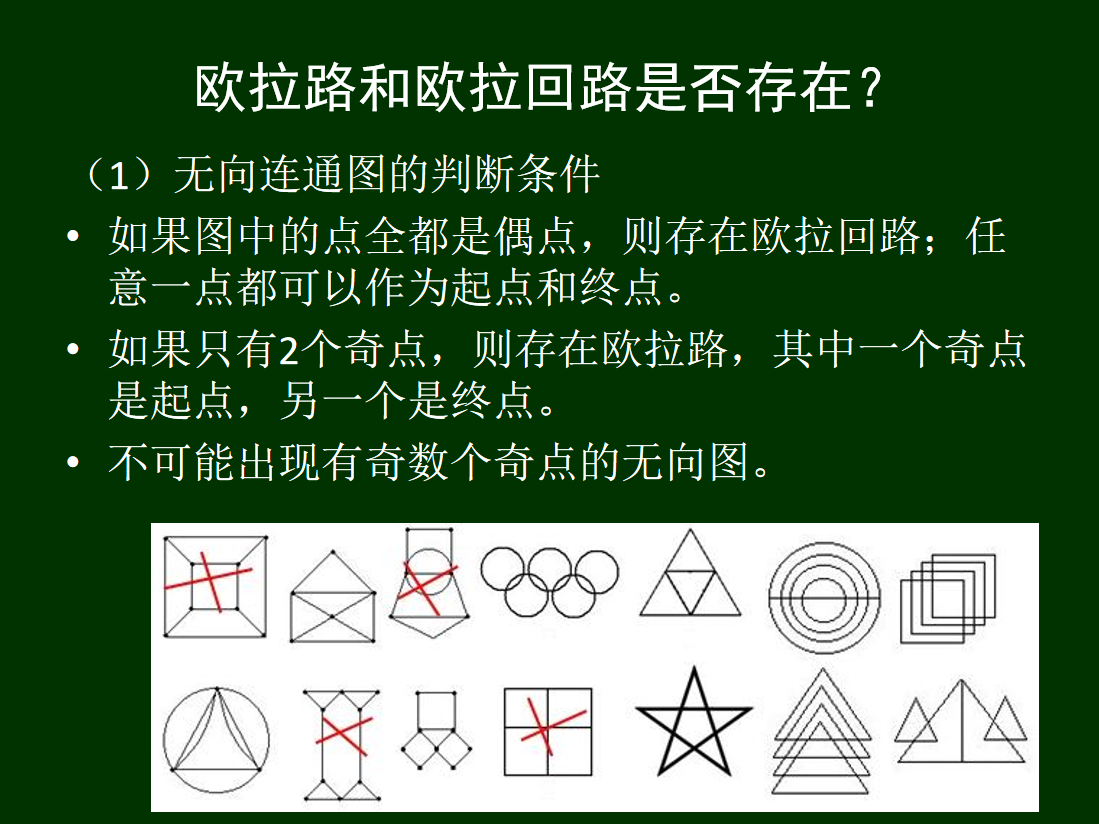 欧拉路和欧拉回路是否存在？
（1）无向连通图的判断条件
• 如果图中的点全都是偶点，则存在欧拉回路；任
意一点都可以作为起点和终点。
• 如果只有2个奇点，则存在欧拉路，其中一个奇点
是起点，另一个是终点。
• 不可能出现有奇数个奇点的无向图。